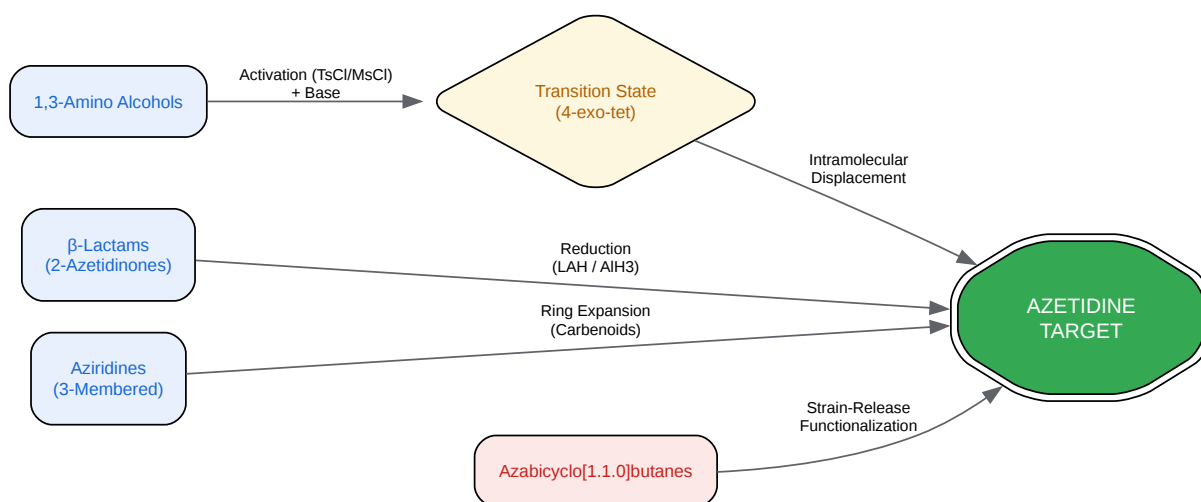 1,3-Amino Alcohols
Activation (TsCl/MsCl)
+ Base
Transition State
(4-exo-tet)
Intramolecular
Displacement
β-Lactams
(2-Azetidinones)
Reduction
(LAH / AlH3)
Ring Expansion
(Carbenoids)
Aziridines
(3-Membered)
AZETIDINE
TARGET
Strain-Release
Functionalization
Azabicyclo[1.1.0]butanes